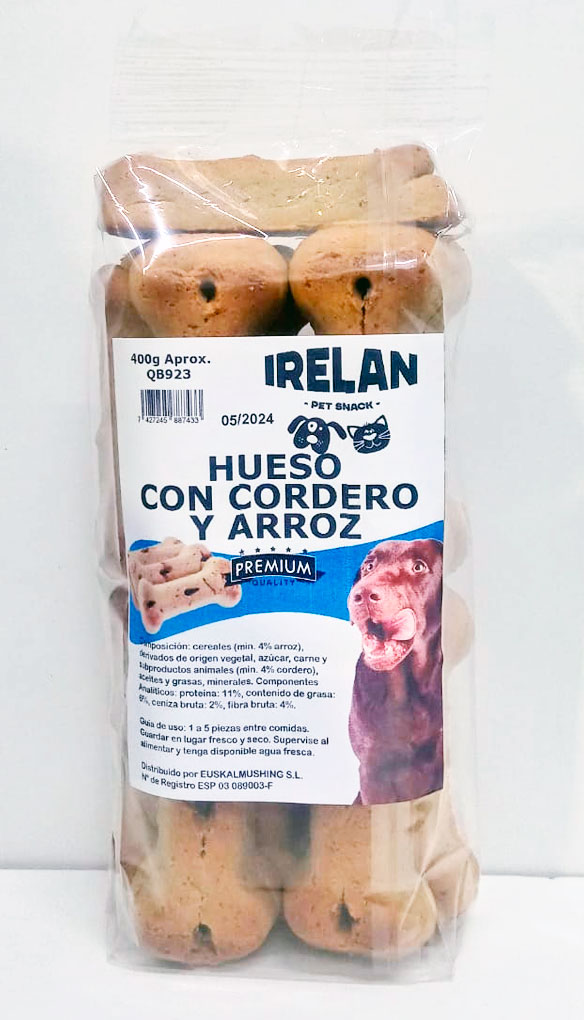 400g Aprox.
QB923
7 427245 887433
05/2024
IRELAN
- PET SNACK -
HUESO
CON CORDERO
Y ARROZ
PREMIUM
QUALITY
Composición: cereales (min. 4% arroz),
derivados de origen vegetal, azúcar, carne y
subproductos animales (min. 4% cordero),
aceites y grasas, minerales. Componentes
Analíticos: proteína: 11%, contenido de grasa:
6%, ceniza bruta: 2%, fibra bruta: 4%.
Guía de uso: 1 a 5 piezas entre comidas.
Guardar en lugar fresco y seco. Supervise al
alimentar y tenga disponible agua fresca.
Distribuido por EUSKALMUSHING S.L.
Nº de Registro ESP 03 089003-F